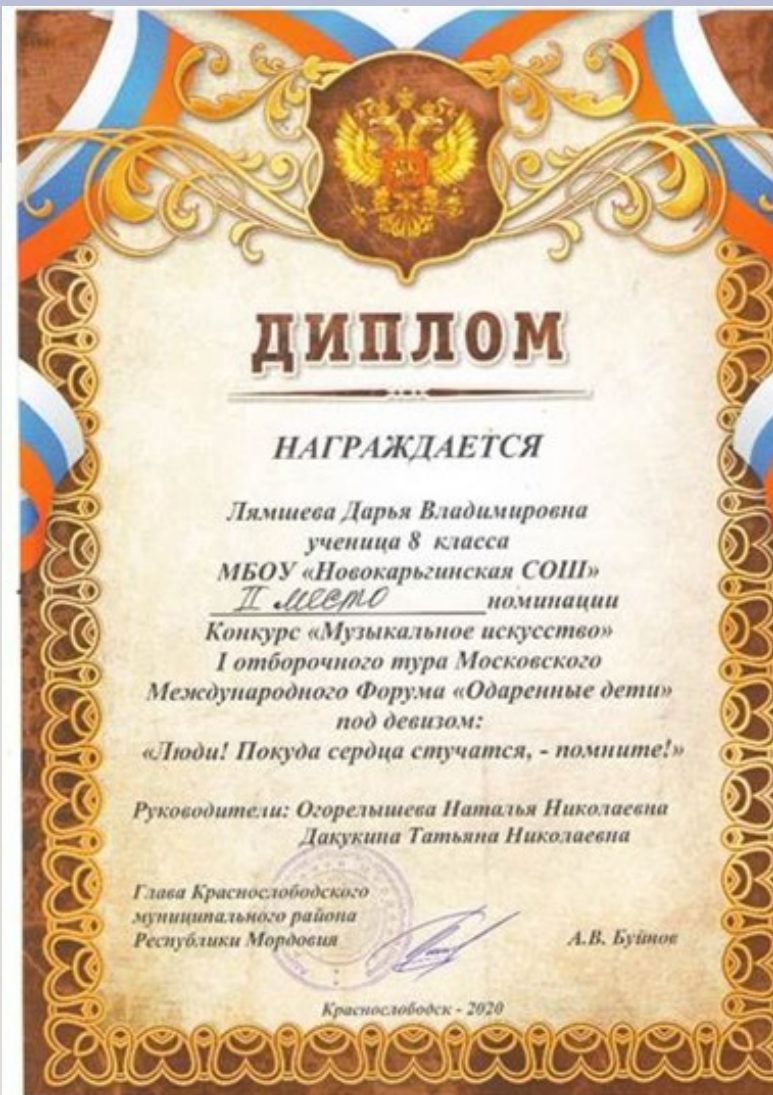 ДИПЛОМ
НАГРАЖДАЕТСЯ
Лямшева Дарья Владимировна
ученица 8 класса
МБОУ «Новокарьгинская СОШ»
II место номинации
Конкурс «Музыкальное искусство»
I отборочного тура Московского
Международного Форума «Одаренные дети»
под девизом:
«Люди! Покуда сердца стучатся, - помните!»
Руководители: Огорелышева Наталья Николаевна
Дакукина Татьяна Николаевна
Глава Краснослободского
муниципального района
Республики Мордовия А.В. Буйнов
Краснослободск - 2020